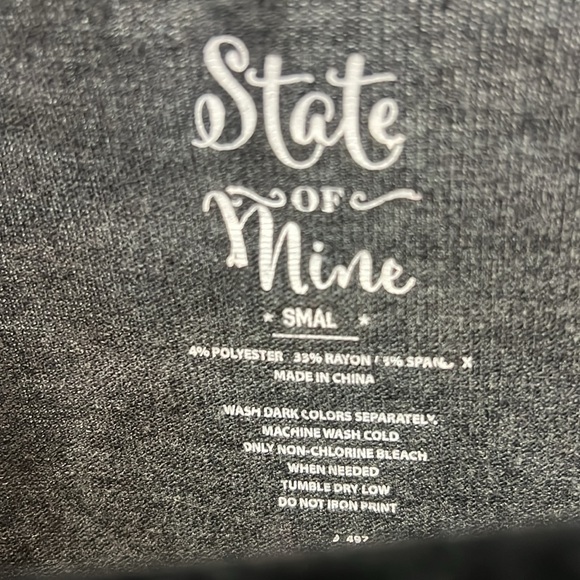 State
OF
Mine
* SMAL *
4% POLYESTER 33% RAYON
MADE IN CHINA
WASH DARK COLORS SEPARATELY,
MACHINE WASH COLD
ONLY NON-CHLORINE BLEACH
WHEN NEEDED
TUMBLE DRY LOW
DO NOT IRON PRINT
497